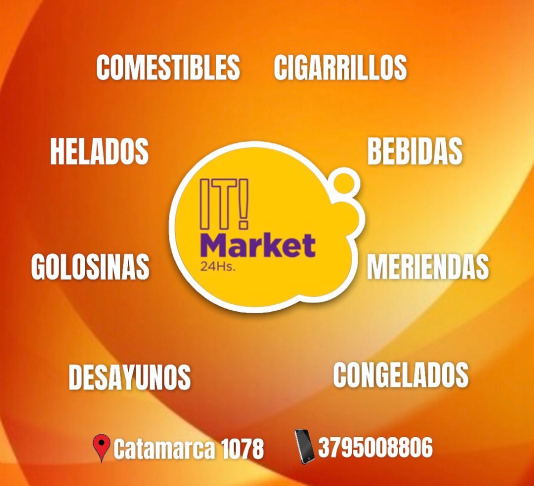 COMESTIBLES CIGARRILLOS
HELADOS BEBIDAS
IT!
Market
24Hs.
GOLOSINAS MERIENDAS
DESAYUNOS CONGELADOS
Catamarca 1078 3795008806